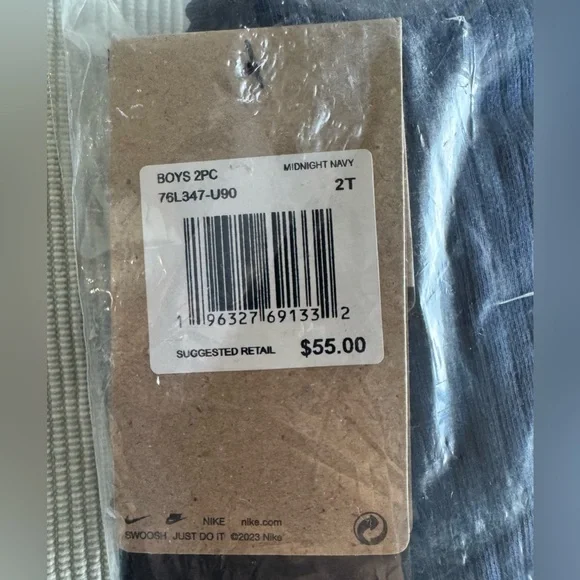 BOYS 2PC MIDNIGHT NAVY
76L347-U90 2T
1 96327 69133 2
SUGGESTED RETAIL $55.00
NIKE nike.com
SWOOSH, JUST DO IT ©2023 Nike